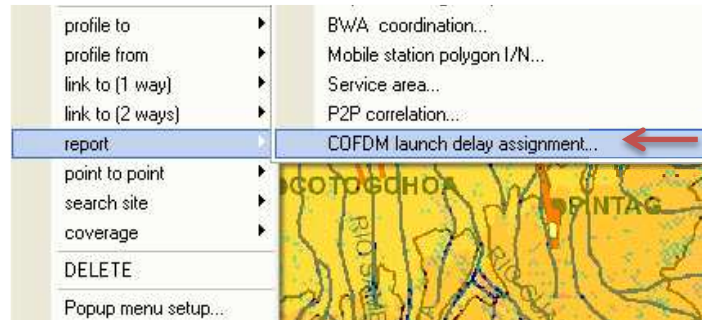 profile to
profile from
link to (1 way)
link to (2 ways)
report
point to point
search site
coverage
DELETE
Popup menu setup...
BWA coordination...
Mobile station polygon I/N...
Service area...
P2P correlation...
COFDM launch delay assignment...
COTOGCHOA
PINTAG